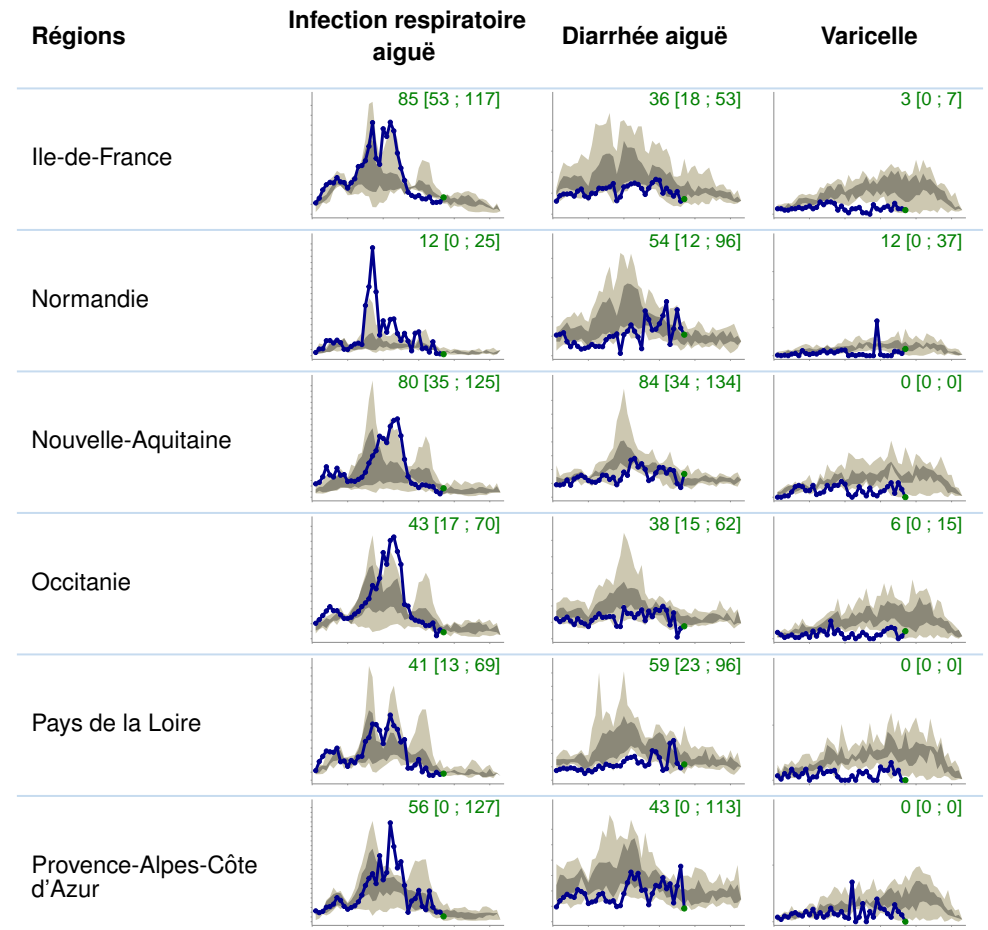 Régions
Infection respiratoire
aiguë
Diarrhée aiguë
Varicelle
Ile-de-France
85 [53 ; 117]
36 [18 ; 53]
3 [0 ; 7]
Normandie
12 [0 ; 25]
54 [12 ; 96]
12 [0 ; 37]
Nouvelle-Aquitaine
80 [35 ; 125]
84 [34 ; 134]
0 [0 ; 0]
Occitanie
43 [17 ; 70]
38 [15 ; 62]
6 [0 ; 15]
Pays de la Loire
41 [13 ; 69]
59 [23 ; 96]
0 [0 ; 0]
Provence-Alpes-Côte
d'Azur
56 [0 ; 127]
43 [0 ; 113]
0 [0 ; 0]